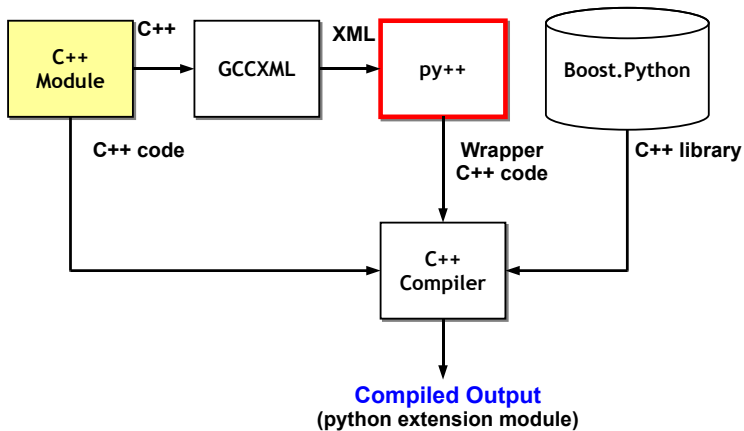 C++
Module
C++
GCCXML
XML
py++
Boost.Python
C++ code
Wrapper
C++ code
C++ library
C++
Compiler
Compiled Output
(python extension module)